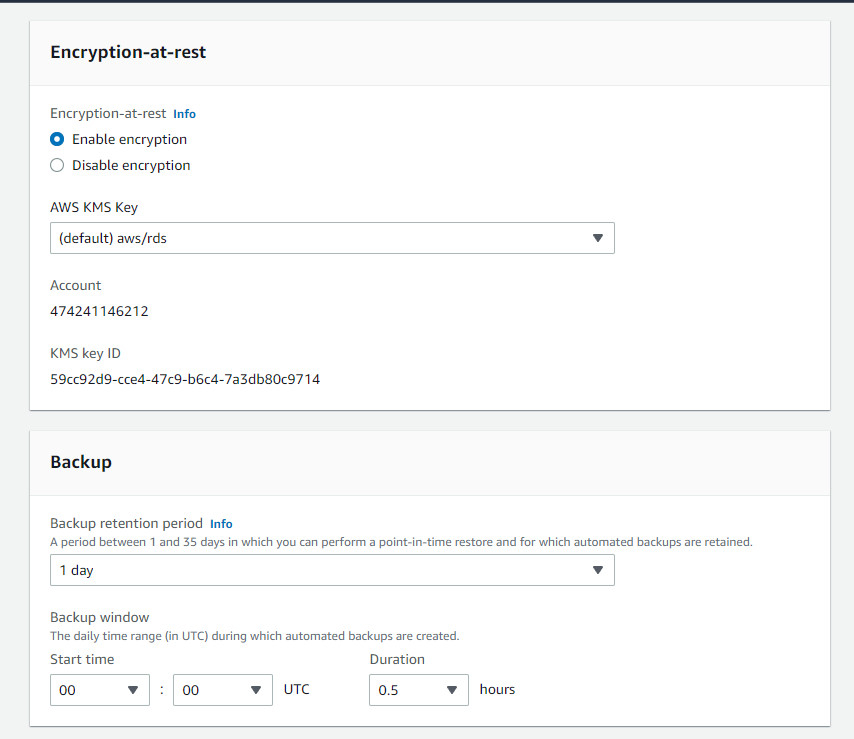 Encryption-at-rest
Encryption-at-rest Info
Enable encryption
Disable encryption
AWS KMS Key
(default) aws/rds
Account
474241146212
KMS key ID
59cc92d9-cce4-47c9-b6c4-7a3db80c9714
Backup
Backup retention period Info
A period between 1 and 35 days in which you can perform a point-in-time restore and for which automated backups are retained.
1 day
Backup window
The daily time range (in UTC) during which automated backups are created.
Start time Duration
00 : 00 UTC 0.5 hours